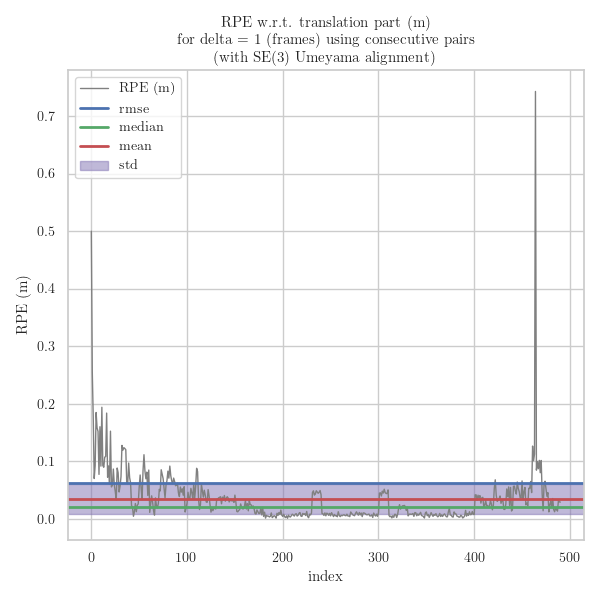 RPE w.r.t. translation part (m)
for delta = 1 (frames) using consecutive pairs
(with SE(3) Umeyama alignment)
RPE (m)
rmse
median
mean
std
RPE (m)
0.7
0.6
0.5
0.4
0.3
0.2
0.1
0.0
0 100 200 300 400 500
index